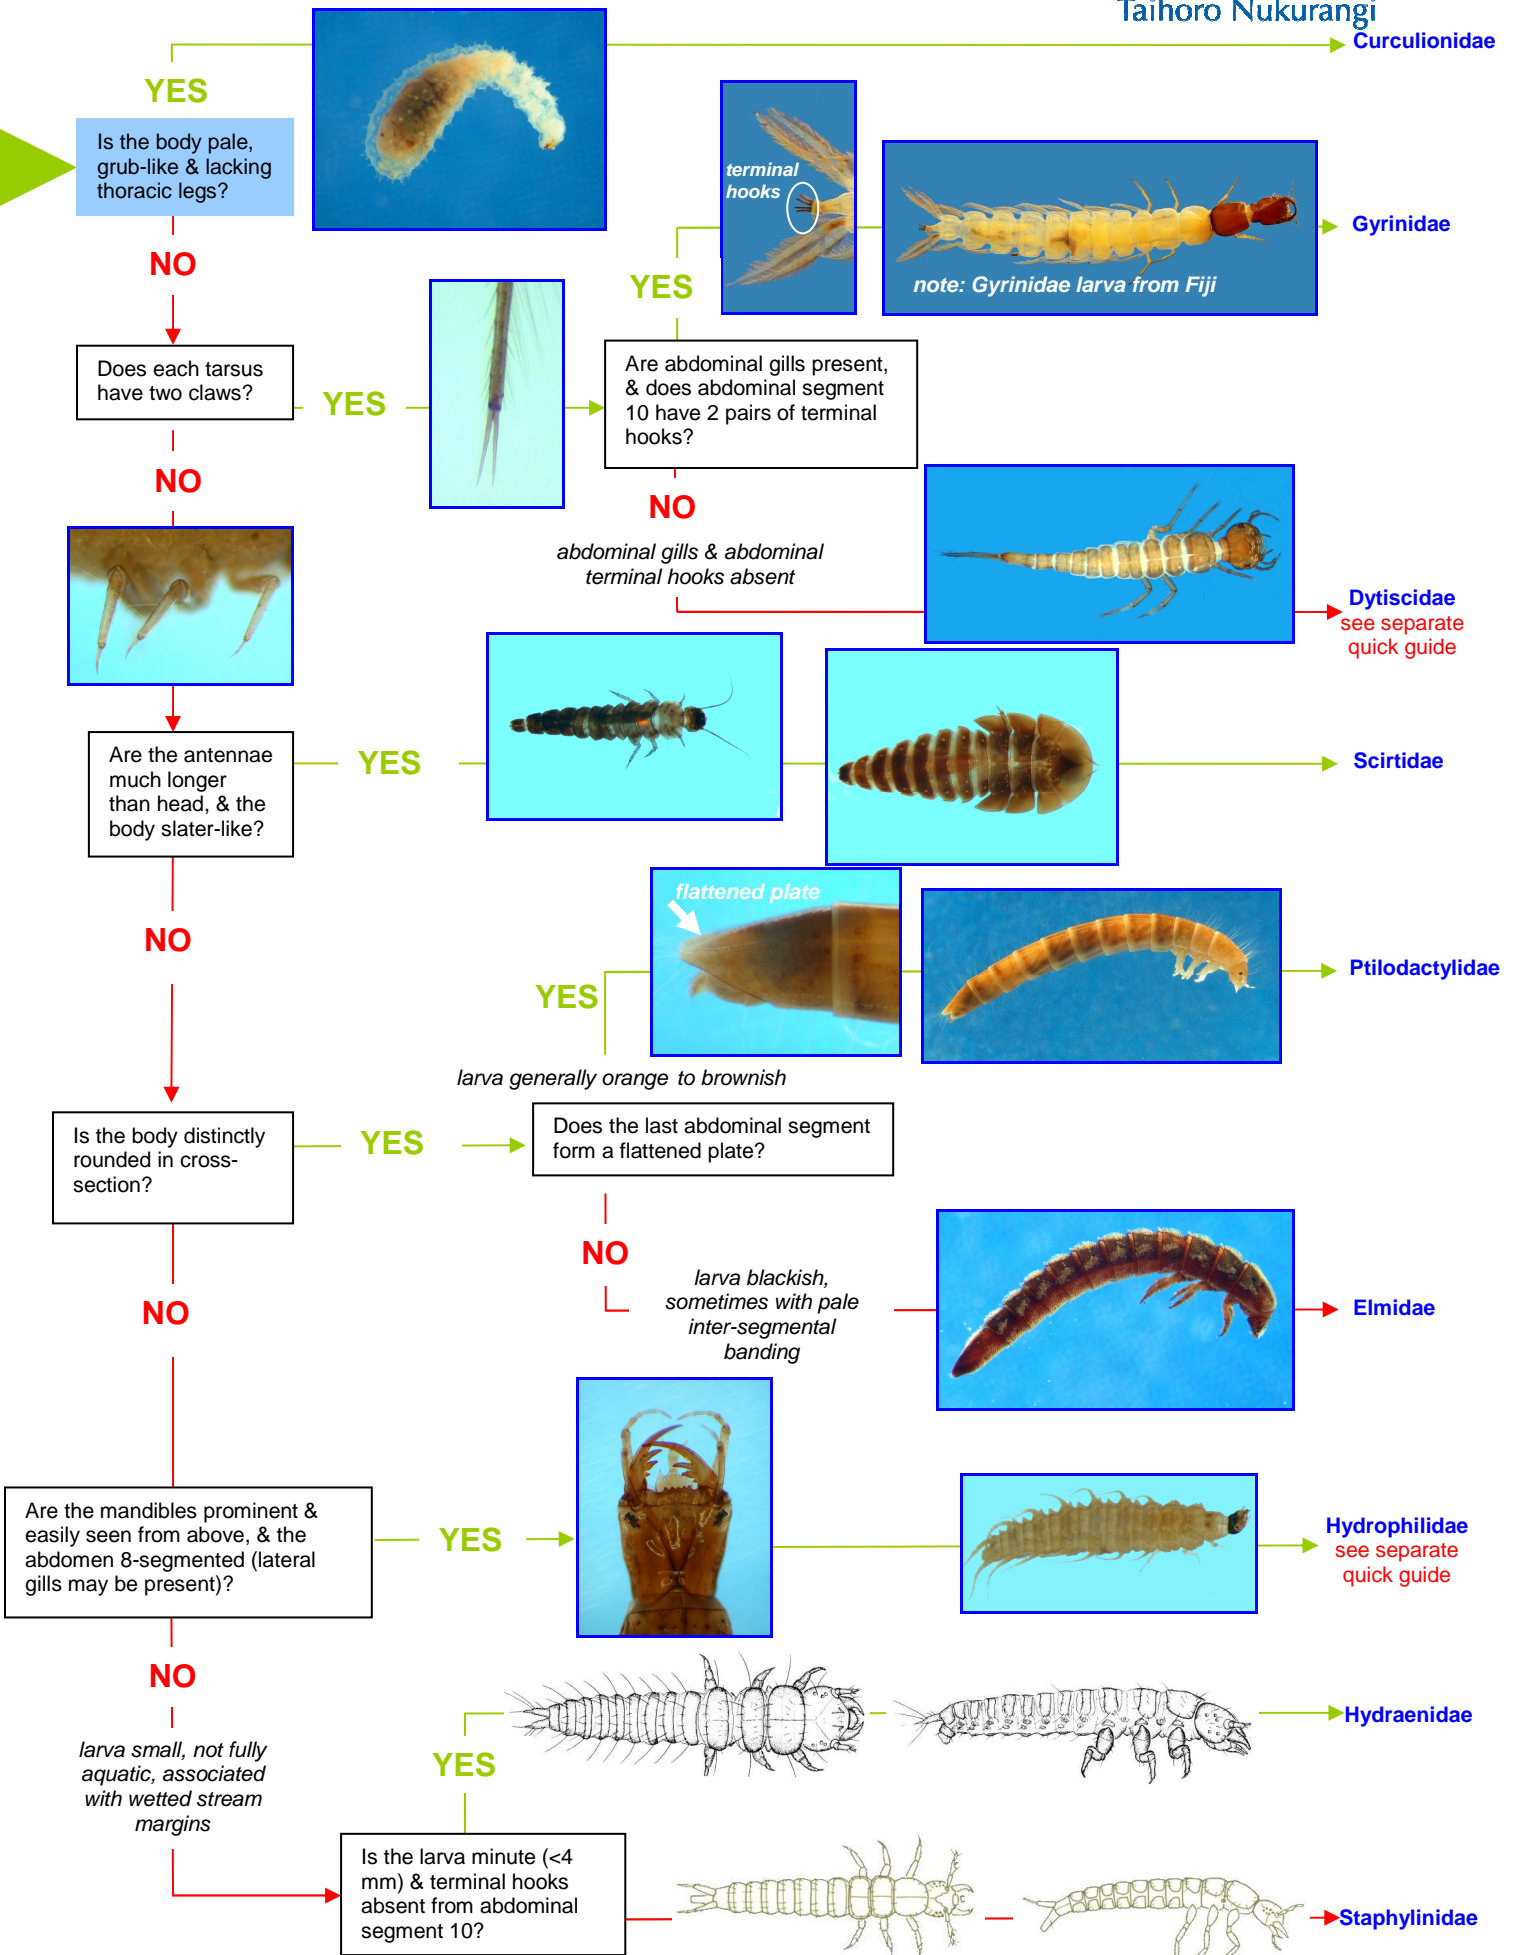 Taihoro Nukurangi
Curculionidae
YES
Is the body pale,
grub-like & lacking
thoracic legs?
terminal
hooks
Gyrinidae
NO
YES
note: Gyrinidae larva from Fiji
Does each tarsus
have two claws?
YES
Are abdominal gills present,
& does abdominal segment
10 have 2 pairs of terminal
hooks?
NO
NO
abdominal gills & abdominal
terminal hooks absent
Dytiscidae
see separate
quick guide
Are the antennae
much longer
than head, & the
body slater-like?
YES
Scirtidae
NO
flattened plate
YES
Ptilodactylidae
larva generally orange to brownish
Is the body distinctly
rounded in cross-
section?
YES
Does the last abdominal segment
form a flattened plate?
NO
larva blackish,
sometimes with pale
inter-segmental
banding
Elmidae
NO
Are the mandibles prominent &
easily seen from above, & the
abdomen 8-segmented (lateral
gills may be present)?
YES
Hydrophilidae
see separate
quick guide
NO
larva small, not fully
aquatic, associated
with wetted stream
margins
YES
Hydraenidae
Is the larva minute (<4
mm) & terminal hooks
absent from abdominal
segment 10?
Staphylinidae